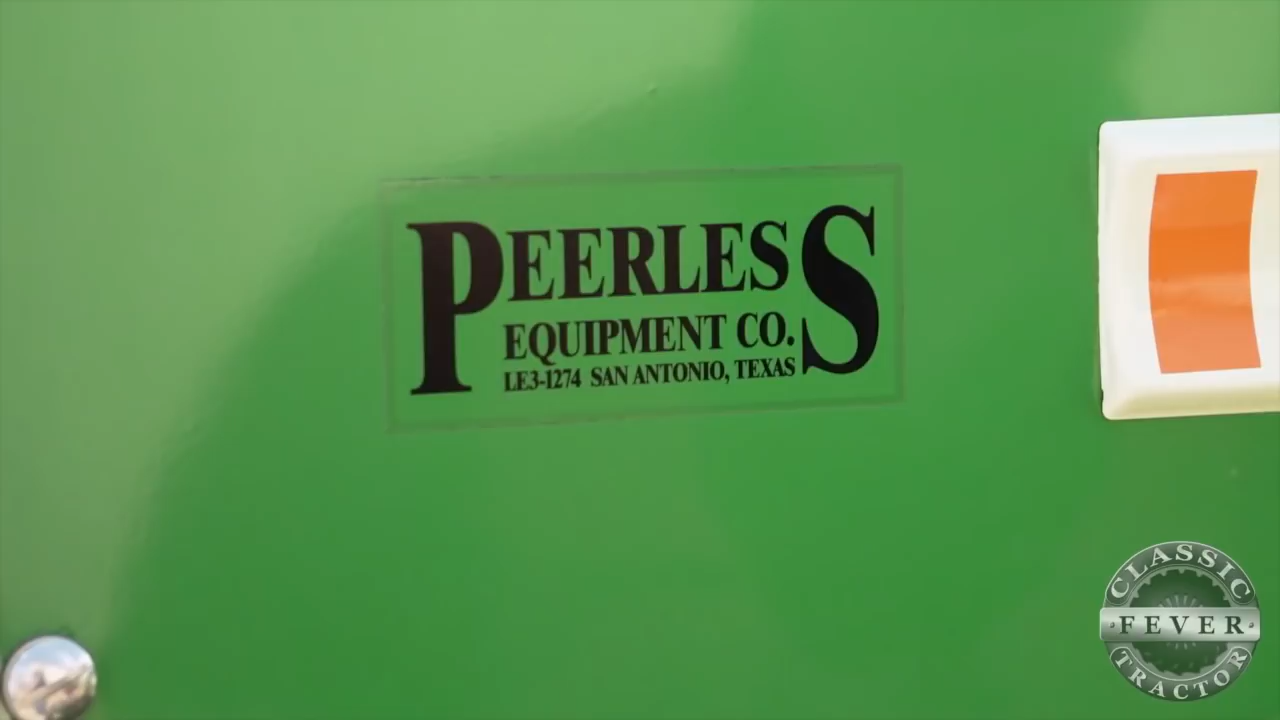 PEERLESS
EQUIPMENT CO.
LE3-1274 SAN ANTONIO, TEXAS
CLASSIC
FEVER
TRACTOR